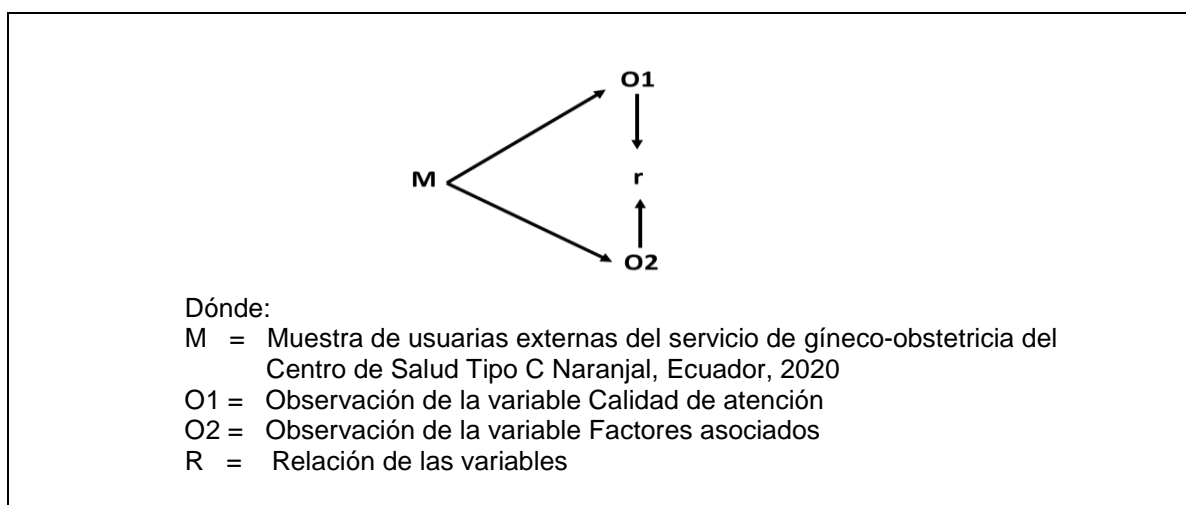 O1
M
r
O2
Dónde:
M = Muestra de usuarias externas del servicio de gíneco-obstetricia del
Centro de Salud Tipo C Naranjal, Ecuador, 2020
O1 = Observación de la variable Calidad de atención
O2 = Observación de la variable Factores asociados
R = Relación de las variables